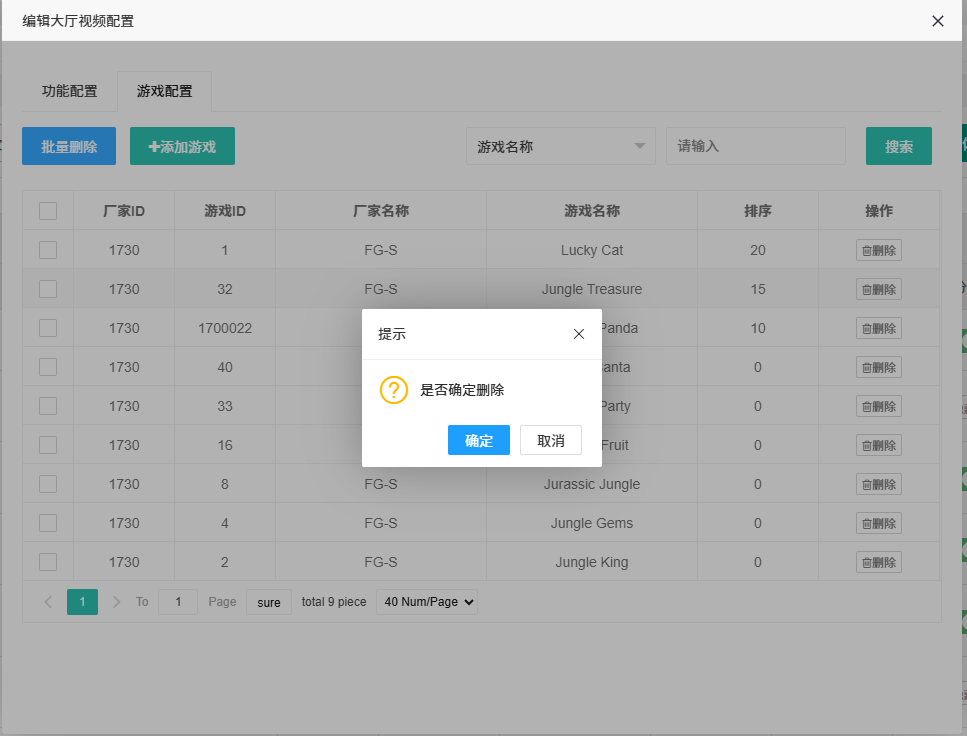 编辑大厅视频配置
功能配置 游戏配置
批量删除 添加游戏 游戏名称 请输入 搜索
厂家ID 游戏ID 厂家名称 游戏名称 排序 操作
1730 1 FG-S Lucky Cat 20 删除
1730 32 FG-S Jungle Treasure 15 删除
1730 1700022 Panda 10 删除
1730 40 0 删除
1730 33 Party 0 删除
1730 16 Fruit 0 删除
1730 8 FG-S Jurassic Jungle 0 删除
1730 4 FG-S Jungle Gems 0 删除
1730 2 FG-S Jungle King 0 删除
1 To 1 Page sure total 9 piece 40 Num/Page
提示
是否确定删除
确定 取消